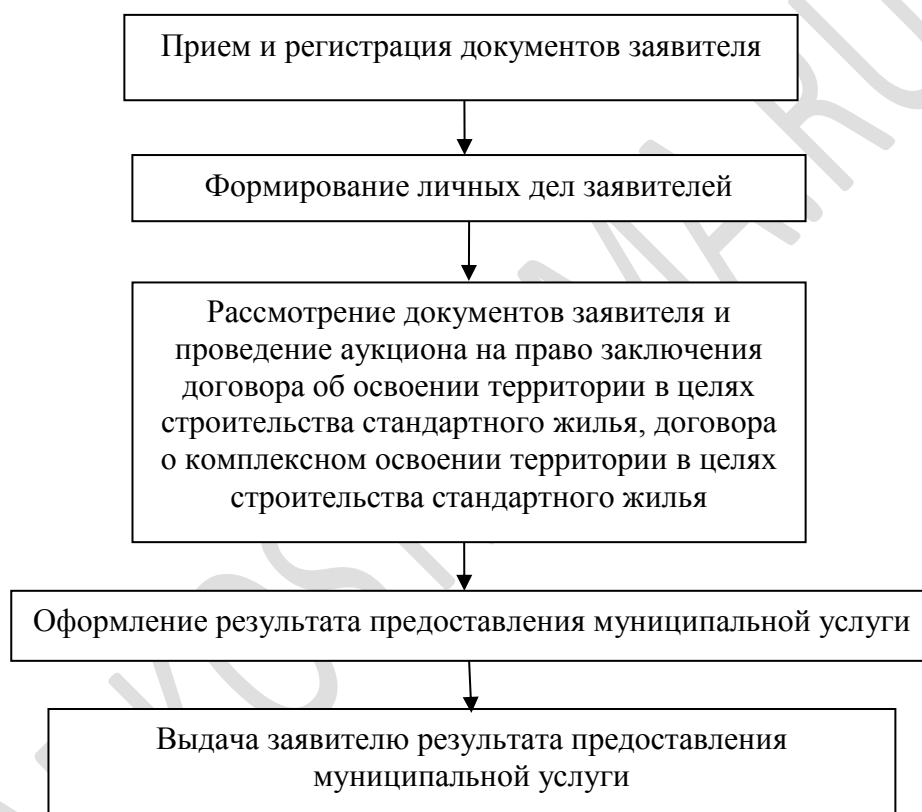 Прием и регистрация документов заявителя
Формирование личных дел заявителей
Рассмотрение документов заявителя и
проведение аукциона на право заключения
договора об освоении территории в целях
строительства стандартного жилья, договора
о комплексном освоении территории в целях
строительства стандартного жилья
Оформление результата предоставления муниципальной услуги
Выдача заявителю результата предоставления
муниципальной услуги